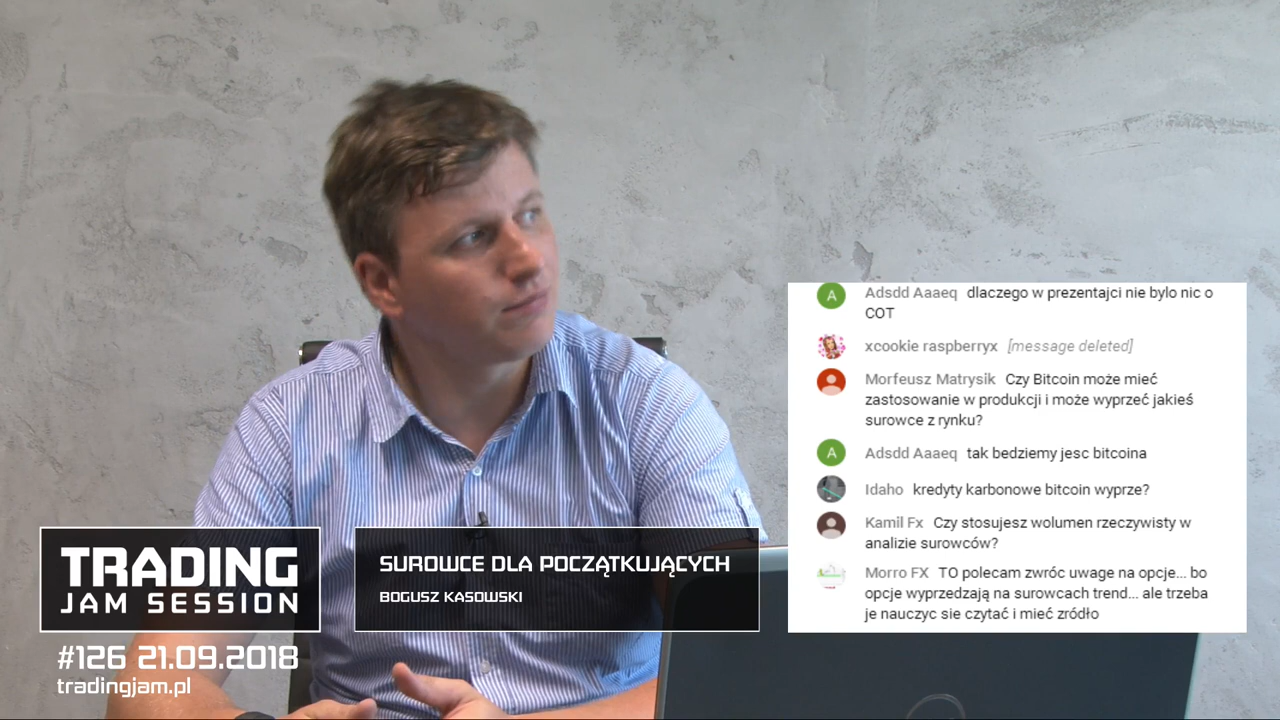 Adsdd Aaaeq dlaczego w prezentajci nie bylo nic o
COT
xcookie raspberryx [message deleted]
Morfeusz Matrysik Czy Bitcoin może mieć
zastosowanie w produkcji i może wyprzeć jakieś
surowce z rynku?
A
Adsdd Aaaeq tak bedziemy jesc bitcoina
Idaho kredyty karbonowe bitcoin wyprze?
Kamil Fx Czy stosujesz wolumen rzeczywisty w
analizie surowców?
Morro FX TO polecam zwróc uwage na opcje... bo
opcje wyprzedzają na surowcach trend... ale trzeba
je nauczyc sie czytać i mieć zródło
A
TRADING
JAM SESSION
SUROWCE DLA POCZĄTKUJĄCYCH
BOGUSZ KASOWSKI
#126 21.09.2018
tradingjam.pl